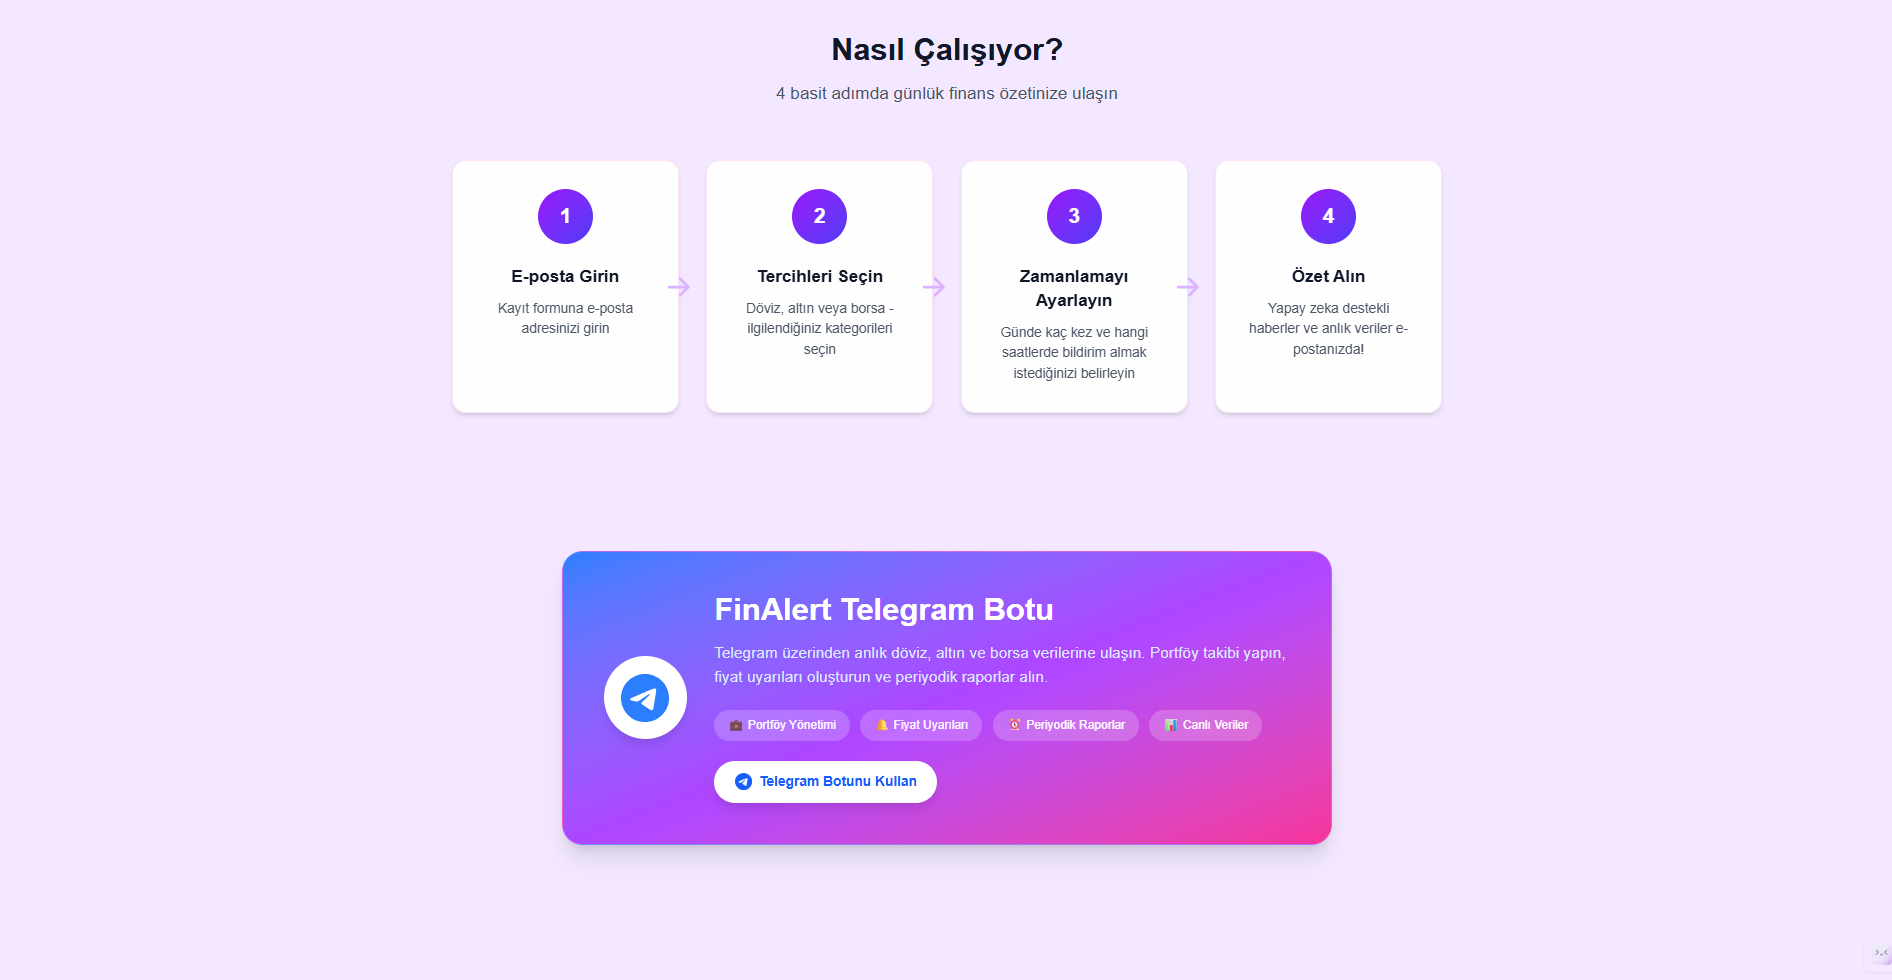 Nasıl Çalışıyor?
4 basit adımda günlük finans özetinize ulaşın
1
E-posta Girin
Kayıt formuna e-posta
adresinizi girin
2
Tercihleri Seçin
Döviz, altın veya borsa -
ilgilendiğiniz kategorileri
seçin
3
Zamanlamayı
Ayarlayın
Günde kaç kez ve hangi
saatlerde bildirim almak
istediğinizi belirleyin
4
Özet Alın
Yapay zeka destekli
haberler ve anlık veriler e-
postanızda!
FinAlert Telegram Botu
Telegram üzerinden anlık döviz, altın ve borsa verilerine ulaşın. Portföy takibi yapın,
fiyat uyarıları oluşturun ve periyodik raporlar alın.
Portföy Yönetimi
Fiyat Uyarıları
Periyodik Raporlar
Canlı Veriler
Telegram Botunu Kullan